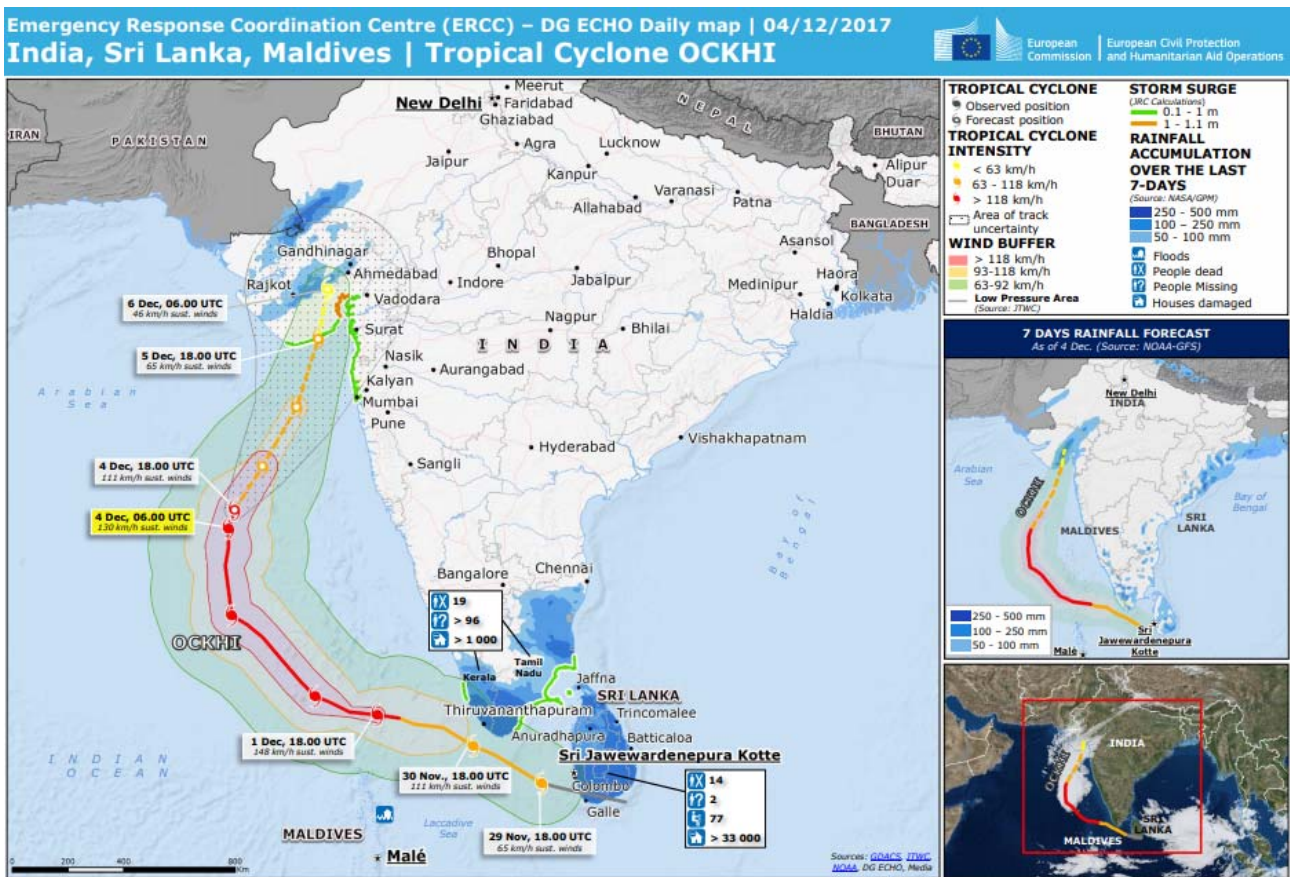 Emergency Response Coordination Centre (ERCC) – DG ECHO Daily map | 04/12/2017
India, Sri Lanka, Maldives | Tropical Cyclone OCKHI
European
Commission
European Civil Protection
and Humanitarian Aid Operations
IRAN
PAKISTAN
NEPAL
BHUTAN
BANGLADESH
New Delhi
Meerut
Faridabad
Ghaziabad
Agra
Lucknow
Jaipur
Kanpur
Varanasi
Allahabad
Patna
Alipur
Duar
Gandhinagar
Ahmedabad
Rajkot
Bhopal
Indore
Jabalpur
Asansol
Medinipur
Haora
Kolkata
Haldia
Vadodara
Surat
Nagpur
Bhilai
INDIA
Nasik
Aurangabad
Kalyan
Mumbai
Pune
Hyderabad
Vishakhapatnam
Sangli
Arabian
Sea
Bay of
Bengal
6 Dec, 06.00 UTC
46 km/h sust. winds
5 Dec, 18.00 UTC
65 km/h sust. winds
4 Dec, 18.00 UTC
111 km/h sust. winds
4 Dec, 06.00 UTC
130 km/h sust. winds
OCKHI
Bangalore
Chennai
19
> 96
> 1 000
Kerala
Tamil
Nadu
Jaffna
SRI LANKA
Thiruvananthapuram
Trincomalee
Anuradhapura
Batticaloa
Sri Jawewardenepura Kotte
Colombo
Galle
14
2
77
> 33 000
1 Dec, 18.00 UTC
148 km/h sust. winds
30 Nov., 18.00 UTC
111 km/h sust. winds
29 Nov, 18.00 UTC
65 km/h sust. winds
INDIAN
OCEAN
MALDIVES
Malé
Laccadive
Sea
0 200 400 800
Km
Sources: GDACS, JTWC,
NOAA, DG ECHO, Media
TROPICAL CYCLONE
Observed position
Forecast position
TROPICAL CYCLONE
INTENSITY
< 63 km/h
63 - 118 km/h
> 118 km/h
Area of track
uncertainty
WIND BUFFER
> 118 km/h
93-118 km/h
63-92 km/h
Low Pressure Area
(Source: JTWC)
STORM SURGE
(JRC Calculations)
0.1 - 1 m
1 - 1.1 m
RAINFALL
ACCUMULATION
OVER THE LAST
7-DAYS
(Source: NASA/GPM)
250 - 500 mm
100 – 250 mm
50 - 100 mm
Floods
People dead
People Missing
Houses damaged
7 DAYS RAINFALL FORECAST
As of 4 Dec. (Source: NOAA-GFS)
New Delhi
INDIA
Arabian
Sea
OCKHI
MALDIVES
SRI
LANKA
Bay of
Bengal
250 - 500 mm
100 – 250 mm
50 - 100 mm
Malé
Sri
Jawewardenepura
Kotte
INDIA
OCKHI
SRI
LANKA
MALDIVES